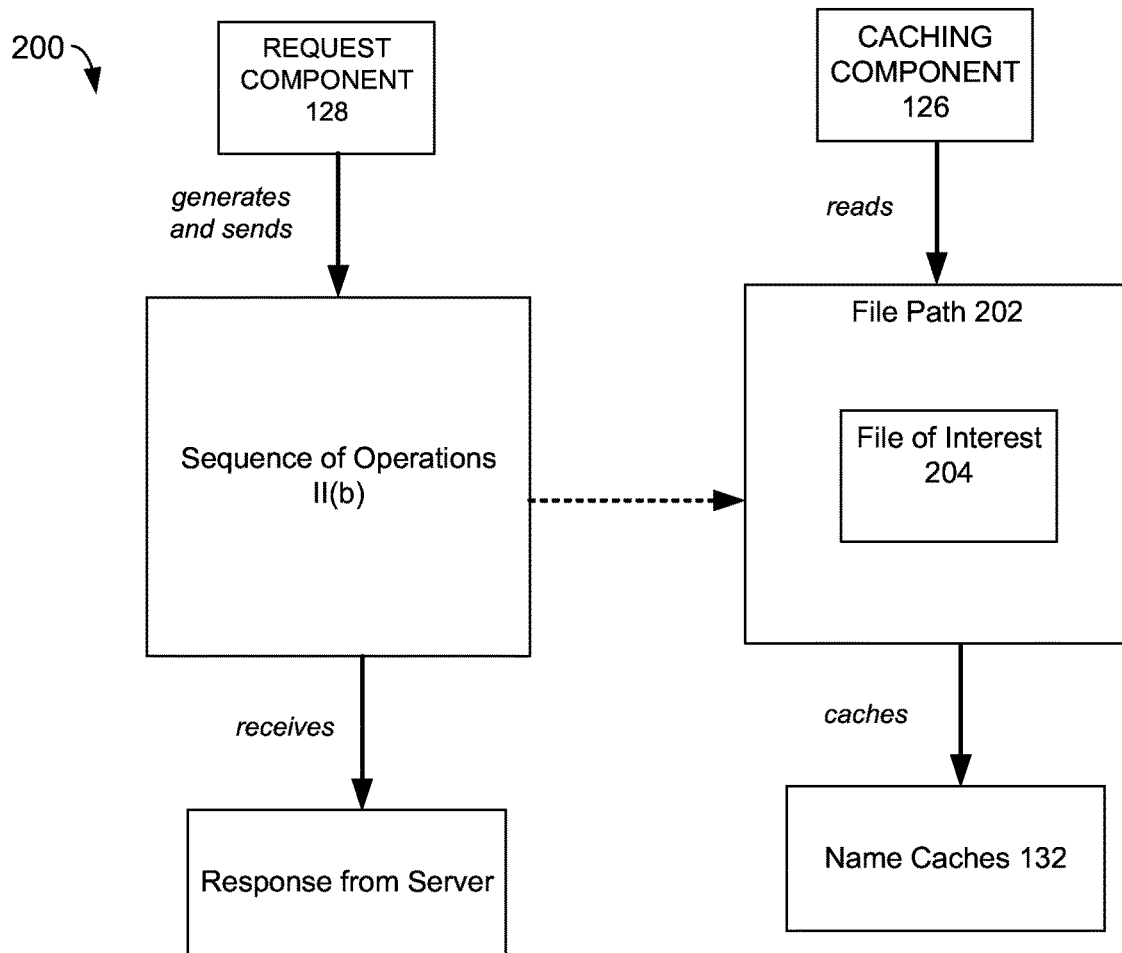 200
REQUEST
COMPONENT
128
CACHING
COMPONENT
126
generates
and sends
reads
Sequence of Operations
II(b)
File Path 202
File of Interest
204
receives
caches
Response from Server
Name Caches 132